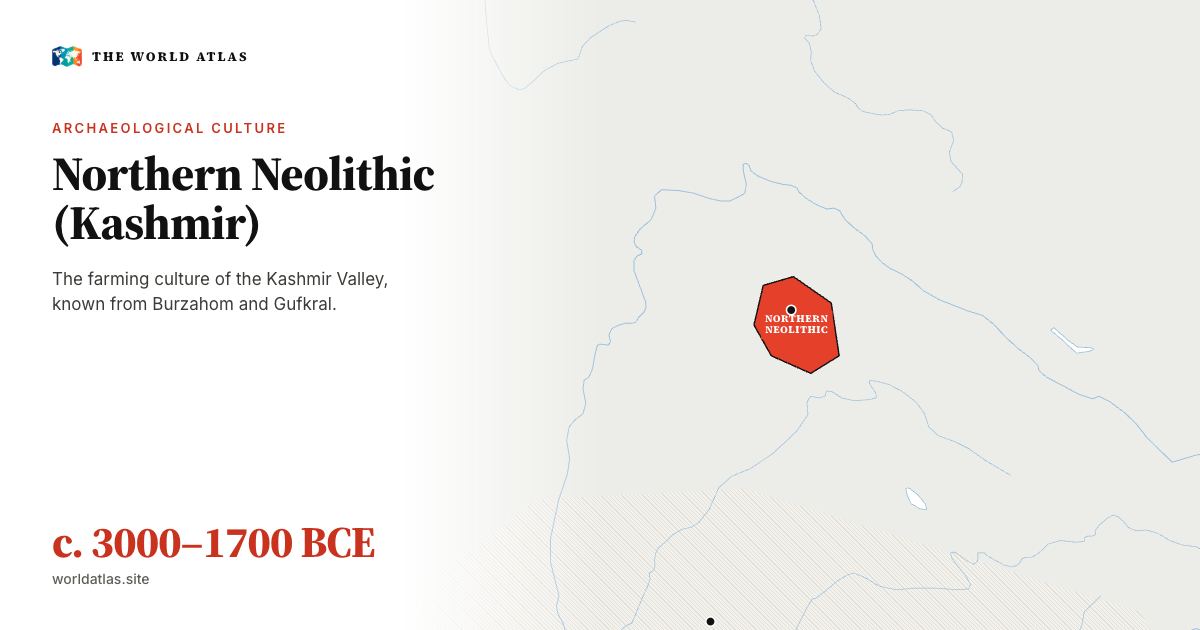 THE WORLD ATLAS
ARCHAEOLOGICAL CULTURE
Northern Neolithic
(Kashmir)
The farming culture of the Kashmir Valley,
known from Burzahom and Gufkral.
NORTHERN
NEOLITHIC
c. 3000–1700 BCE
worldatlas.site